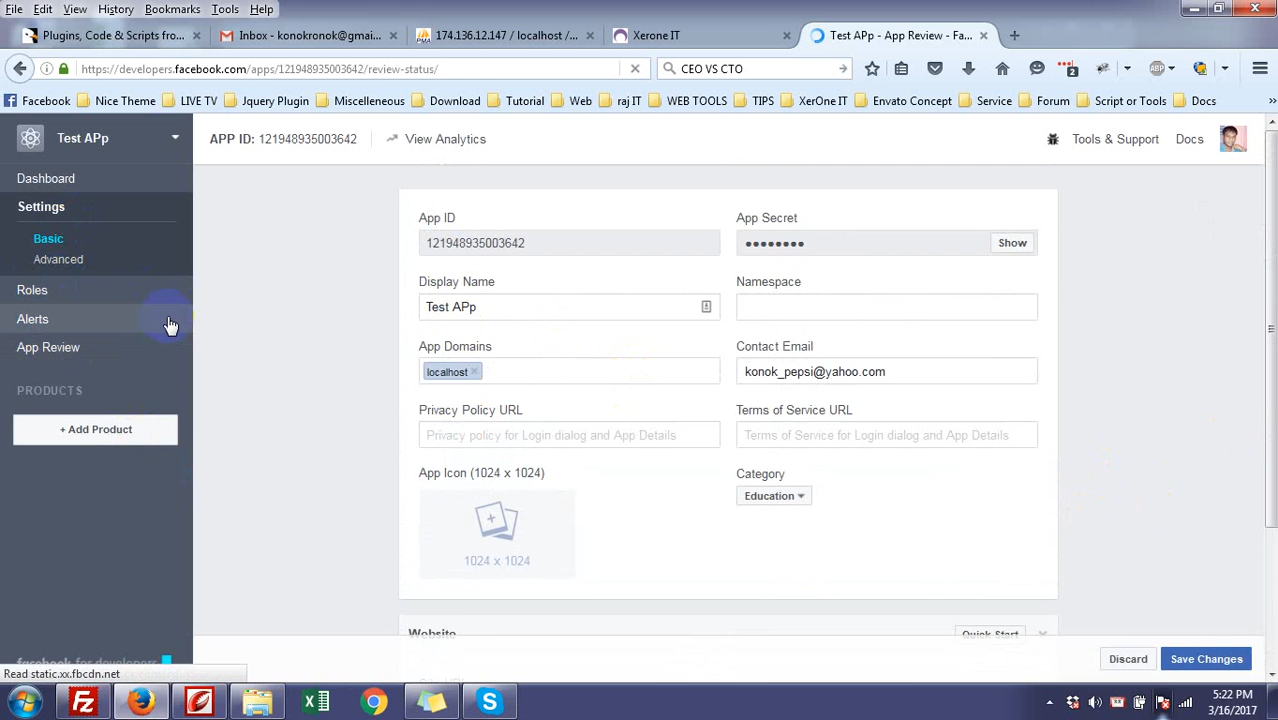 File Edit View History Bookmarks Tools Help
Plugins, Code & Scripts from...
Inbox - konokronok@gmai...
174.136.12.147 / localhost /...
Xerone IT
Test APp - App Review - Fa...
https://developers.facebook.com/apps/121948935003642/review-status/
CEO VS CTO
2
ABP
Facebook Nice Theme LIVE TV Jquery Plugin Miscelleneous Download Tutorial Web raj IT WEB TOOLS TIPS XerOne IT Envato Concept Service Forum Script or Tools Docs
Test APp
APP ID: 121948935003642
View Analytics
Tools & Support
Docs
Dashboard
Settings
Basic
Advanced
Roles
Alerts
App Review
PRODUCTS
+ Add Product
App ID
121948935003642
App Secret
●●●●●●●●
Show
Display Name
Test APp
Namespace
App Domains
localhost ×
Contact Email
konok_pepsi@yahoo.com
Privacy Policy URL
Privacy policy for Login dialog and App Details
Terms of Service URL
Terms of Service for Login dialog and App Details
App Icon (1024 x 1024)
1024 x 1024
Category
Education
Website
Quick Start
Discard
Save Changes
facebook for developers
Read static.xx.fbcdn.net
5:22 PM
3/16/2017